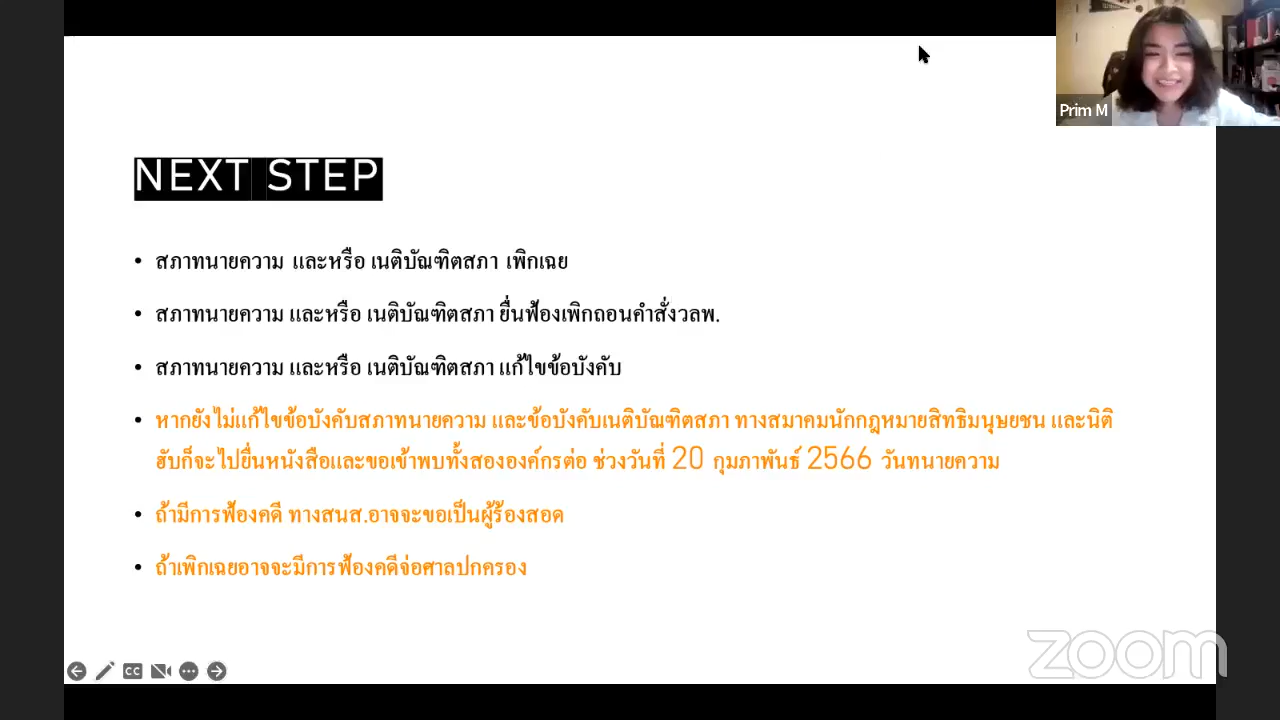 Prim M
NEXT STEP
• สภาทนายความ และหรือ เนติบัณฑิตสภา เพิกเฉย
• สภาทนายความ และหรือ เนติบัณฑิตสภา ยื่นฟ้องเพิกถอนคำสั่งวลพ.
• สภาทนายความ และหรือ เนติบัณฑิตสภา แก้ไขข้อบังคับ
• หากยังไม่แก้ไขข้อบังคับสภาทนายความ และข้อบังคับเนติบัณฑิตสภา ทางสมาคมนักกฎหมายสิทธิมนุษยชน และนิติ
ฮับก็จะไปยื่นหนังสือและขอเข้าพบทั้งสององค์กรต่อ ช่วงวันที่ 20 กุมภาพันธ์ 2566 วันทนายความ
• ถ้ามีการฟ้องคดี ทางสนส.อาจจะขอเป็นผู้ร้องสอด
• ถ้าเพิกเฉยอาจจะมีการฟ้องคดีจ่อศาลปกครอง
CC
zoom